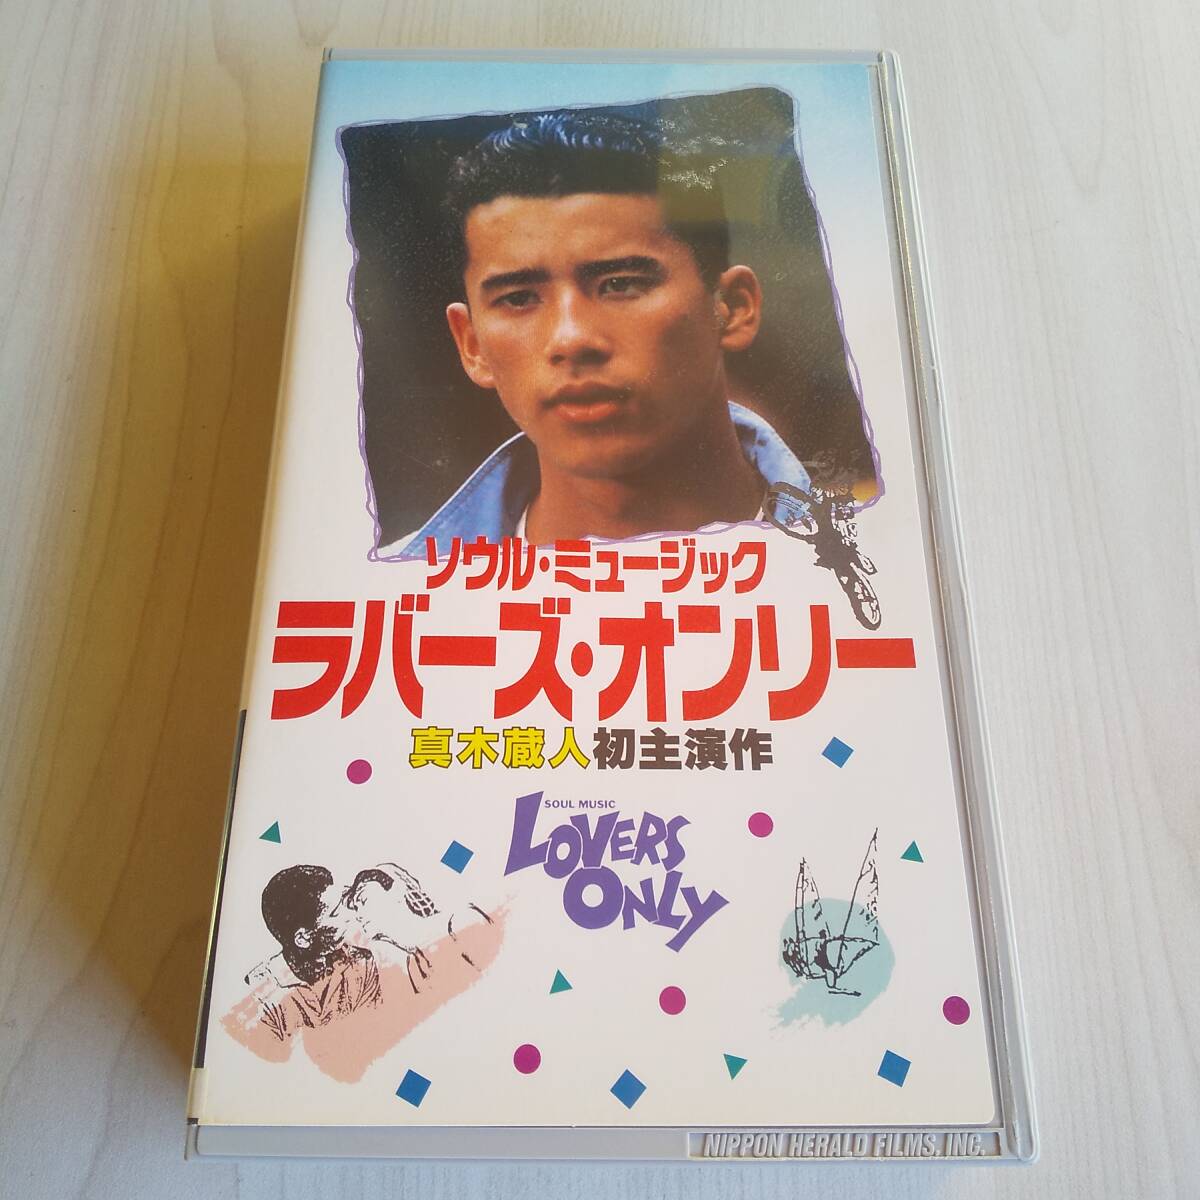 ソウル・ミュージック
ラバーズ・オンリー
真木蔵人初主演作
SOUL MUSIC
LOVERS
ONLY
NIPPON HERALD FILMS, INC.